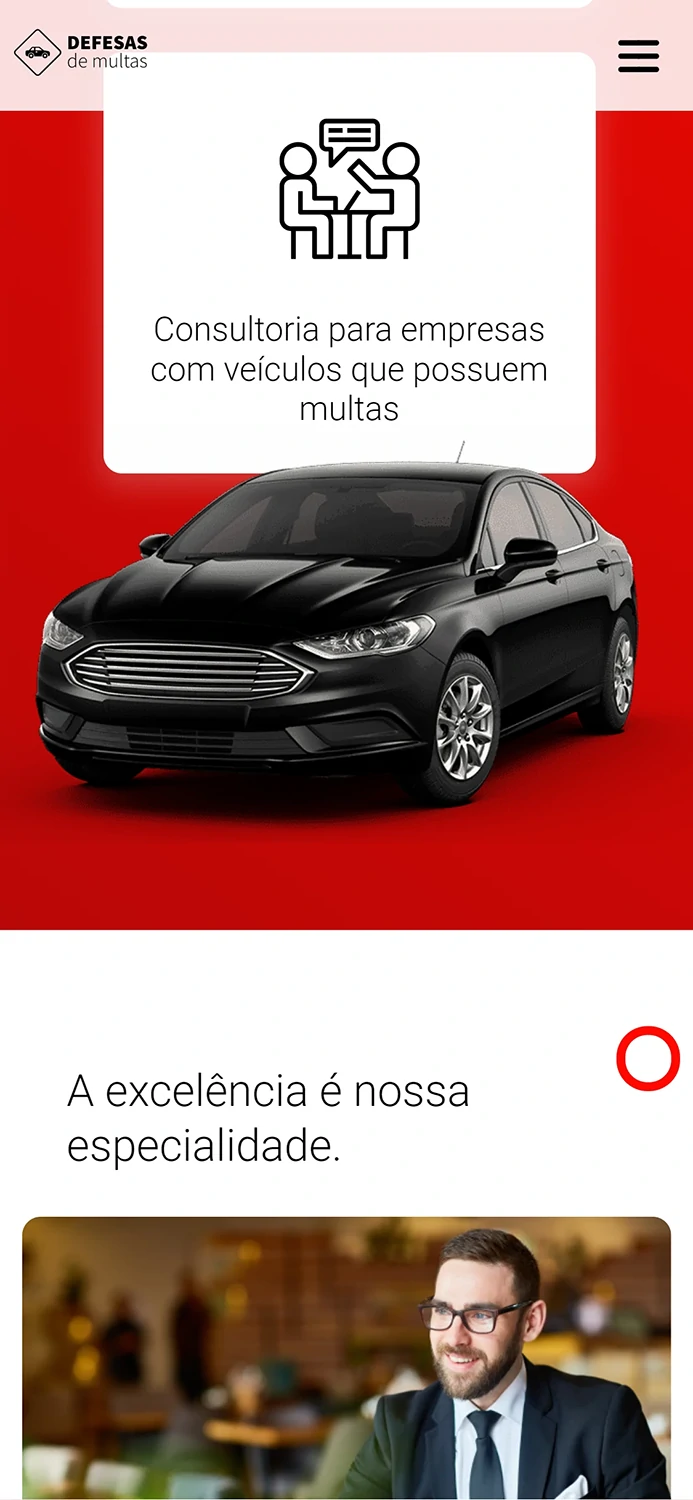 DEFESAS
de multas
Consultoria para empresas
com veículos que possuem
multas
A excelência é nossa
especialidade.